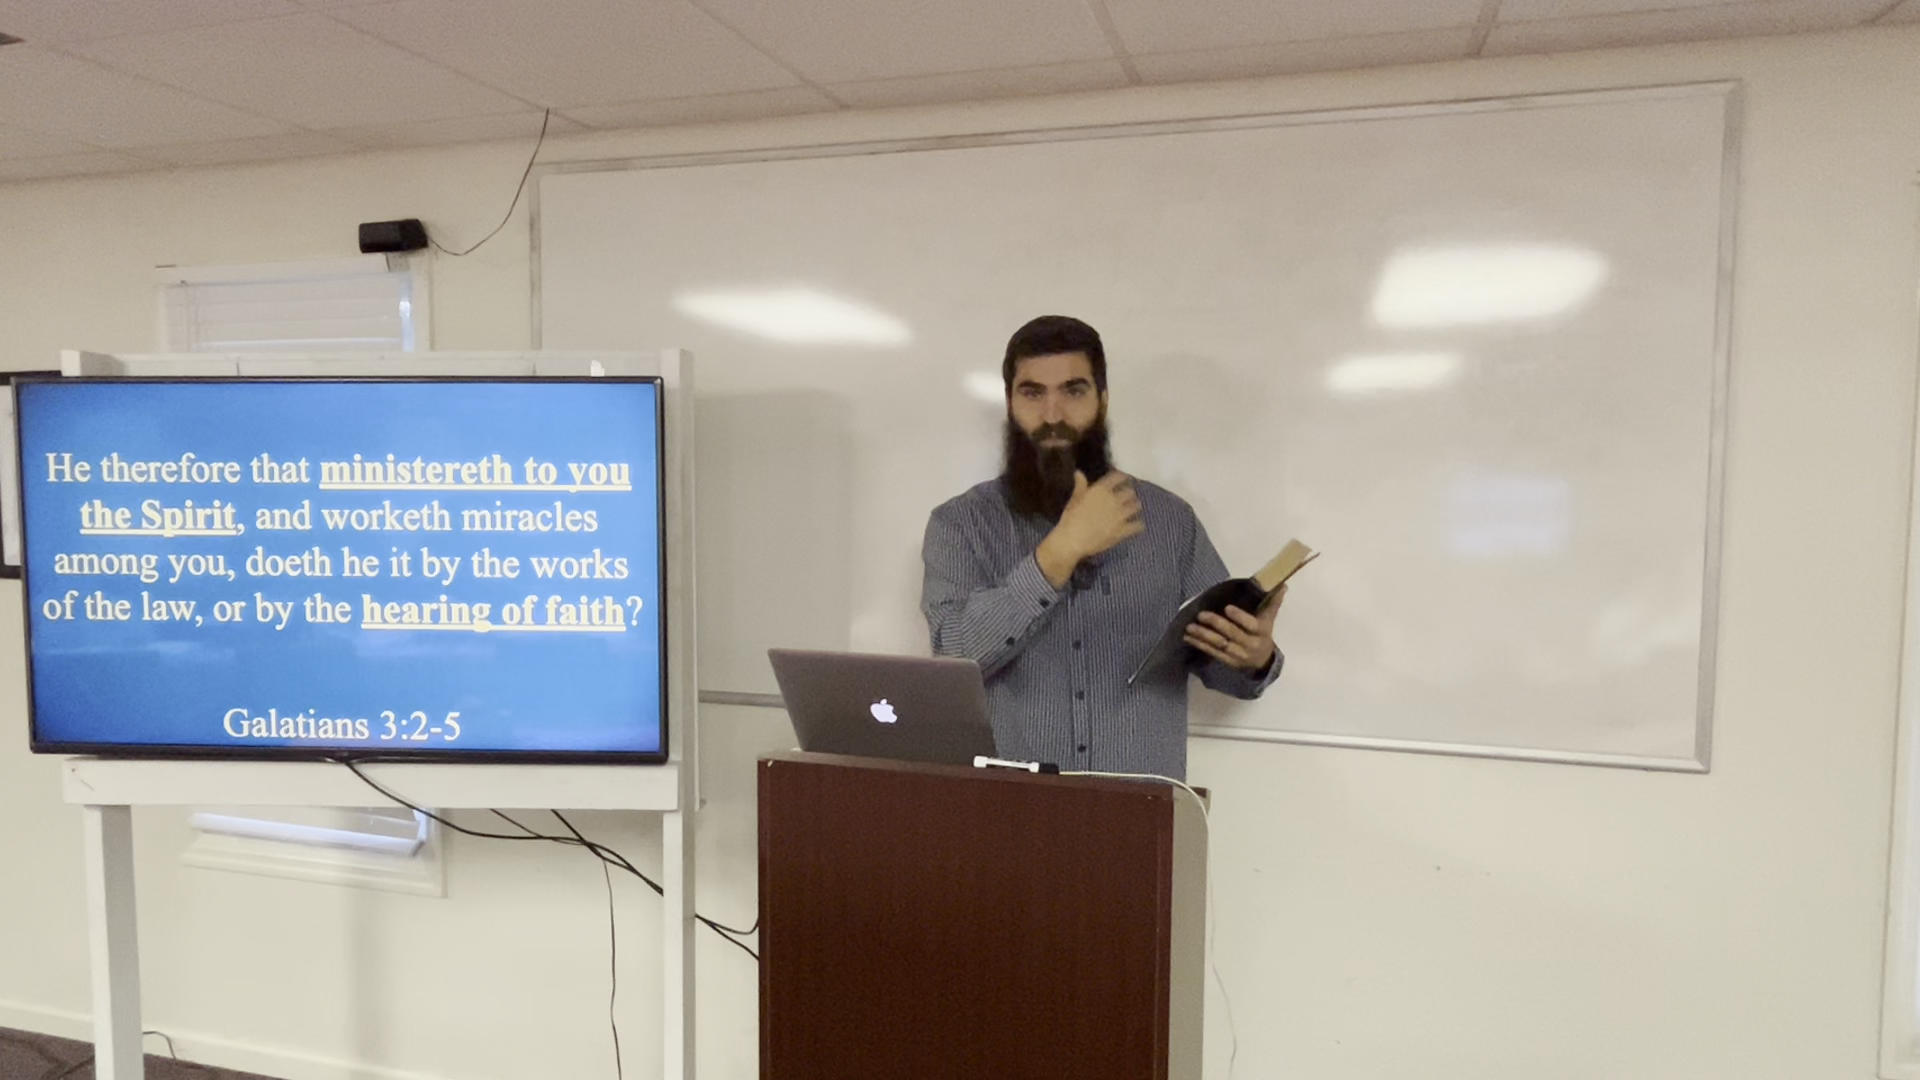 He therefore that ministereth to you
the Spirit, and worketh miracles
among you, doeth he it by the works
of the law, or by the hearing of faith?
Galatians 3:2-5